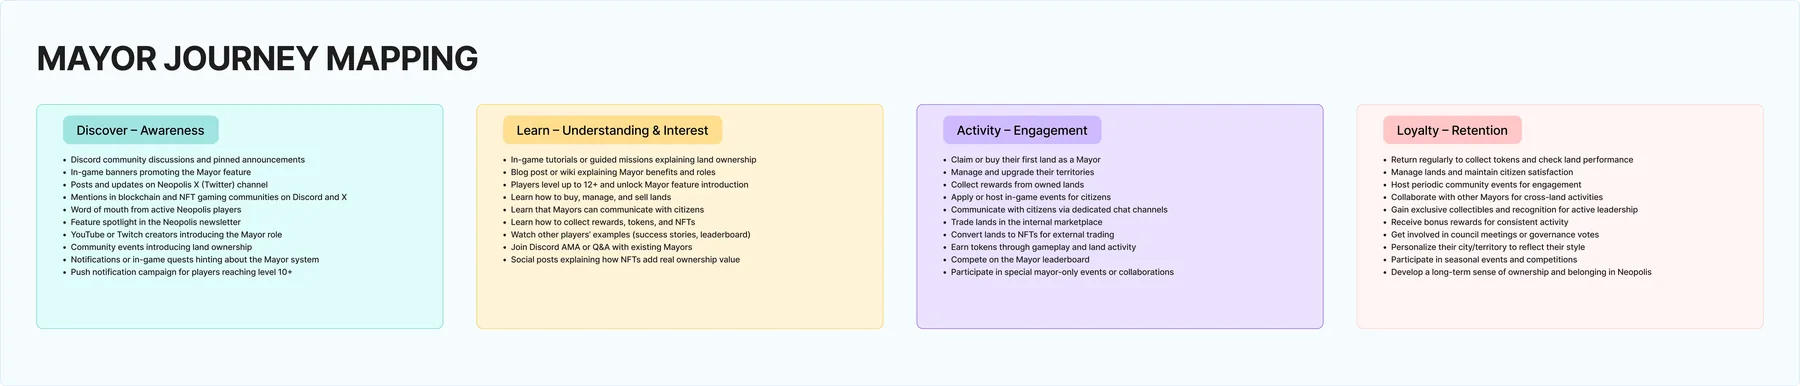 MAYOR JOURNEY MAPPING
Discover – Awareness
• Discord community discussions and pinned announcements
• In-game banners promoting the Mayor feature
• Posts and updates on Neopolis X (Twitter) channel
• Mentions in blockchain and NFT gaming communities on Discord and X
• Word of mouth from active Neopolis players
• Feature spotlight in the Neopolis newsletter
• YouTube or Twitch creators introducing the Mayor role
• Community events introducing land ownership
• Notifications or in-game quests hinting about the Mayor system
• Push notification campaign for players reaching level 10+
Learn – Understanding & Interest
• In-game tutorials or guided missions explaining land ownership
• Blog post or wiki explaining Mayor benefits and roles
• Players level up to 12+ and unlock Mayor feature introduction
• Learn how to buy, manage, and sell lands
• Learn that Mayors can communicate with citizens
• Learn how to collect rewards, tokens, and NFTs
• Watch other players' examples (success stories, leaderboard)
• Join Discord AMA or Q&A with existing Mayors
• Social posts explaining how NFTs add real ownership value
Activity – Engagement
• Claim or buy their first land as a Mayor
• Manage and upgrade their territories
• Collect rewards from owned lands
• Apply or host in-game events for citizens
• Communicate with citizens via dedicated chat channels
• Trade lands in the internal marketplace
• Convert lands to NFTs for external trading
• Earn tokens through gameplay and land activity
• Compete on the Mayor leaderboard
• Participate in special mayor-only events or collaborations
Loyalty – Retention
• Return regularly to collect tokens and check land performance
• Manage lands and maintain citizen satisfaction
• Host periodic community events for engagement
• Collaborate with other Mayors for cross-land activities
• Gain exclusive collectibles and recognition for active leadership
• Receive bonus rewards for consistent activity
• Get involved in council meetings or governance votes
• Personalize their city/territory to reflect their style
• Participate in seasonal events and competitions
• Develop a long-term sense of ownership and belonging in Neopolis